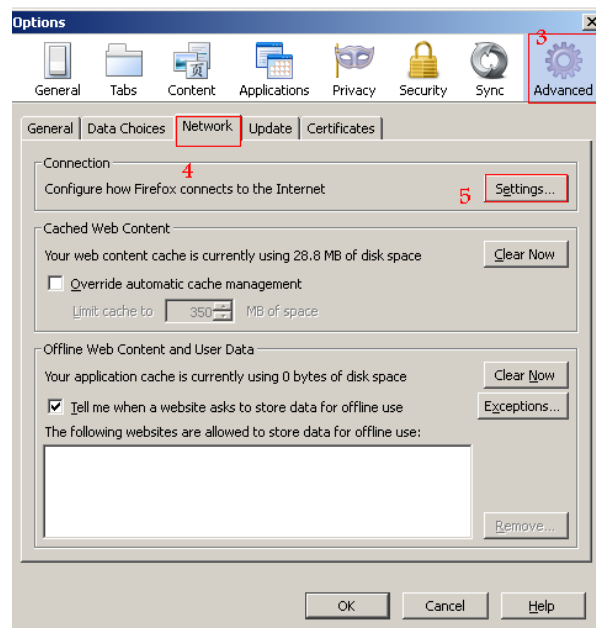 Options
3
General Tabs Content Applications Privacy Security Sync Advanced
General Data Choices Network Update Certificates
4
Connection
Configure how Firefox connects to the Internet
5 Settings...
Cached Web Content
Your web content cache is currently using 28.8 MB of disk space
Clear Now
Override automatic cache management
Limit cache to 350 MB of space
Offline Web Content and User Data
Your application cache is currently using 0 bytes of disk space
Clear Now
Tell me when a website asks to store data for offline use
Exceptions...
The following websites are allowed to store data for offline use:
Remove...
OK Cancel Help